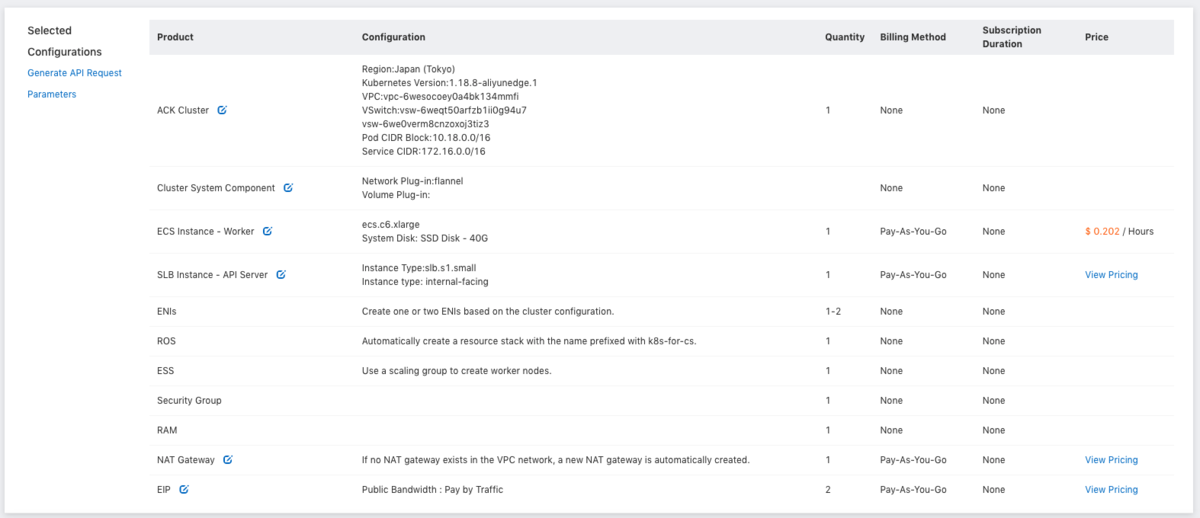 Selected
Configurations
Generate API Request
Parameters
Product Configuration Quantity Billing Method Subscription Duration Price
ACK Cluster
Region:Japan (Tokyo)
Kubernetes Version:1.18.8-aliyunedge.1
VPC:vpc-6wesocoey0a4bk134mmfi
VSwitch:vsw-6weqt50arfzb1ii0g94u7
vsw-6we0verm8cnzoxoj3tiz3
Pod CIDR Block:10.18.0.0/16
Service CIDR:172.16.0.0/16
1 None None
Cluster System Component
Network Plug-in:flannel
Volume Plug-in:
None None
ECS Instance - Worker
ecs.c6.xlarge
System Disk: SSD Disk - 40G
1 Pay-As-You-Go None $ 0.202 / Hours
SLB Instance - API Server
Instance Type:slb.s1.small
Instance type: internal-facing
1 Pay-As-You-Go None View Pricing
ENIs Create one or two ENIs based on the cluster configuration. 1-2 None None
ROS Automatically create a resource stack with the name prefixed with k8s-for-cs. 1 None None
ESS Use a scaling group to create worker nodes. 1 None None
Security Group 1 None None
RAM 1 None None
NAT Gateway If no NAT gateway exists in the VPC network, a new NAT gateway is automatically created. 1 Pay-As-You-Go None View Pricing
EIP Public Bandwidth : Pay by Traffic 2 Pay-As-You-Go None View Pricing